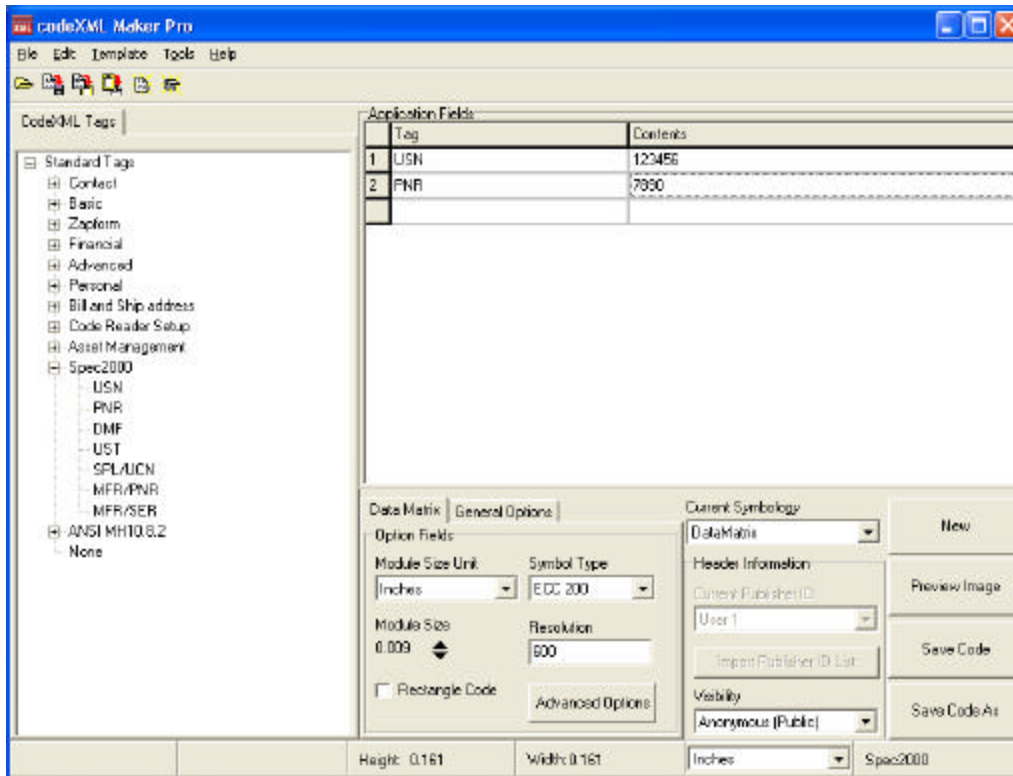 codeXML Maker Pro
File Edit Template Tools Help
CodeXML Tags
Standard Tags
Contact
Basic
Zapform
Financial
Advanced
Personal
Bill and Ship address
Code Reader Setup
Asset Management
Spec2000
USN
PNR
DMF
UST
SPL/UCN
MFR/PNR
MFR/SER
ANSI MH10.8.2
None
Application Fields
Tag Contents
1 USN 123456
2 PNR 7890
Data Matrix General Options
Option Fields
Module Size Unit Symbol Type
Inches ECC 200
Module Size Resolution
0.009 600
Rectangle Code
Advanced Options
Current Symbology
DataMatrix
Header Information
Current Publisher ID
User 1
Import Publisher ID List
Visibility
Anonymous (Public)
New
Preview Image
Save Code
Save Code As
Height: 0.161 Width: 0.161 Inches Spec2000